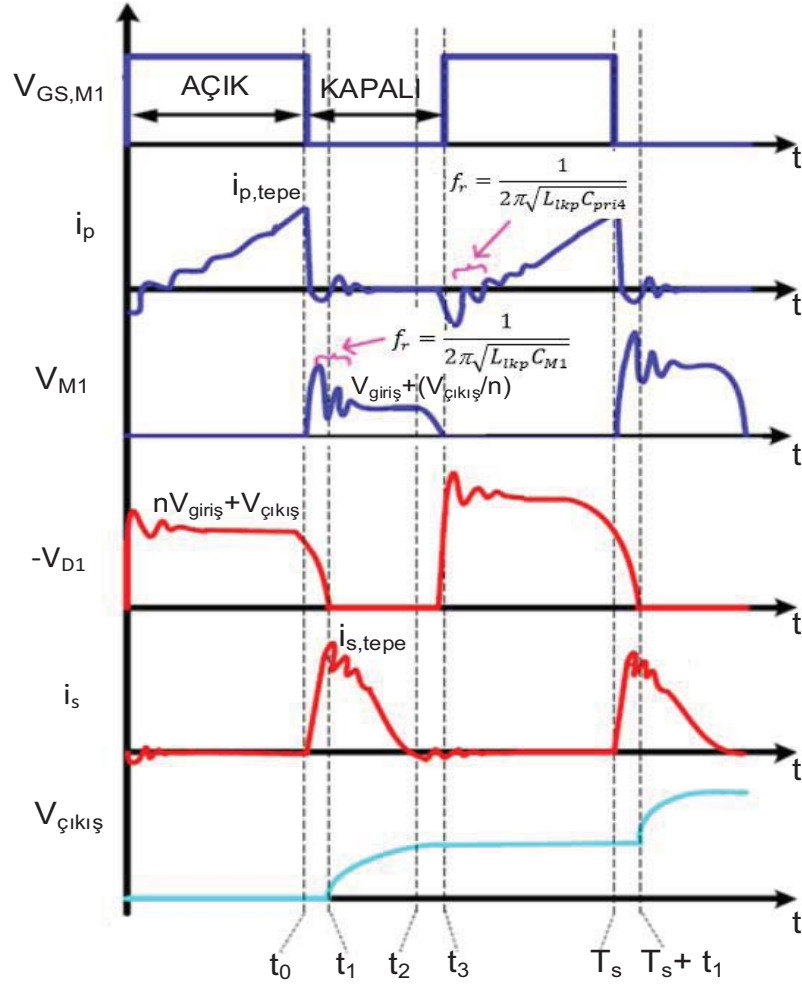 V_GS,M1
AÇIK
KAPALI
t
i_p
i_p,tepe
f_r = 1 / (2π√(L_lkp C_pri4))
t
V_M1
f_r = 1 / (2π√(L_lkp C_M1))
V_giriş+(V_çıkış/n)
t
-V_D1
nV_giriş+V_çıkış
t
i_s
i_s,tepe
t
V_çıkış
t
t_0 t_1 t_2 t_3 T_s T_s+ t_1